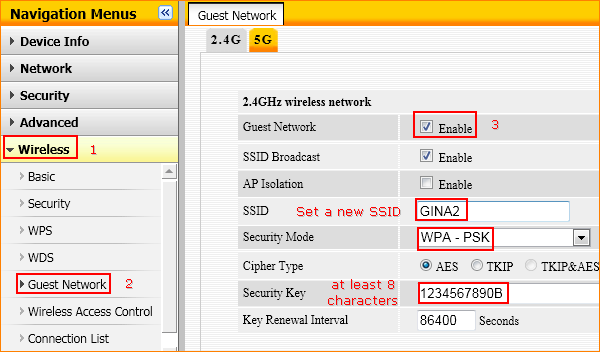 Navigation Menus «
Device Info
Network
Security
Advanced
Wireless 1
Basic
Security
WPS
WDS
Guest Network 2
Wireless Access Control
Connection List
Guest Network
2.4G 5G
2.4GHz wireless network
Guest Network Enable 3
SSID Broadcast Enable
AP Isolation Enable
SSID Set a new SSID GINA2
Security Mode WPA - PSK
Cipher Type AES TKIP TKIP&AES
Security Key at least 8 characters 1234567890B
Key Renewal Interval 86400 Seconds